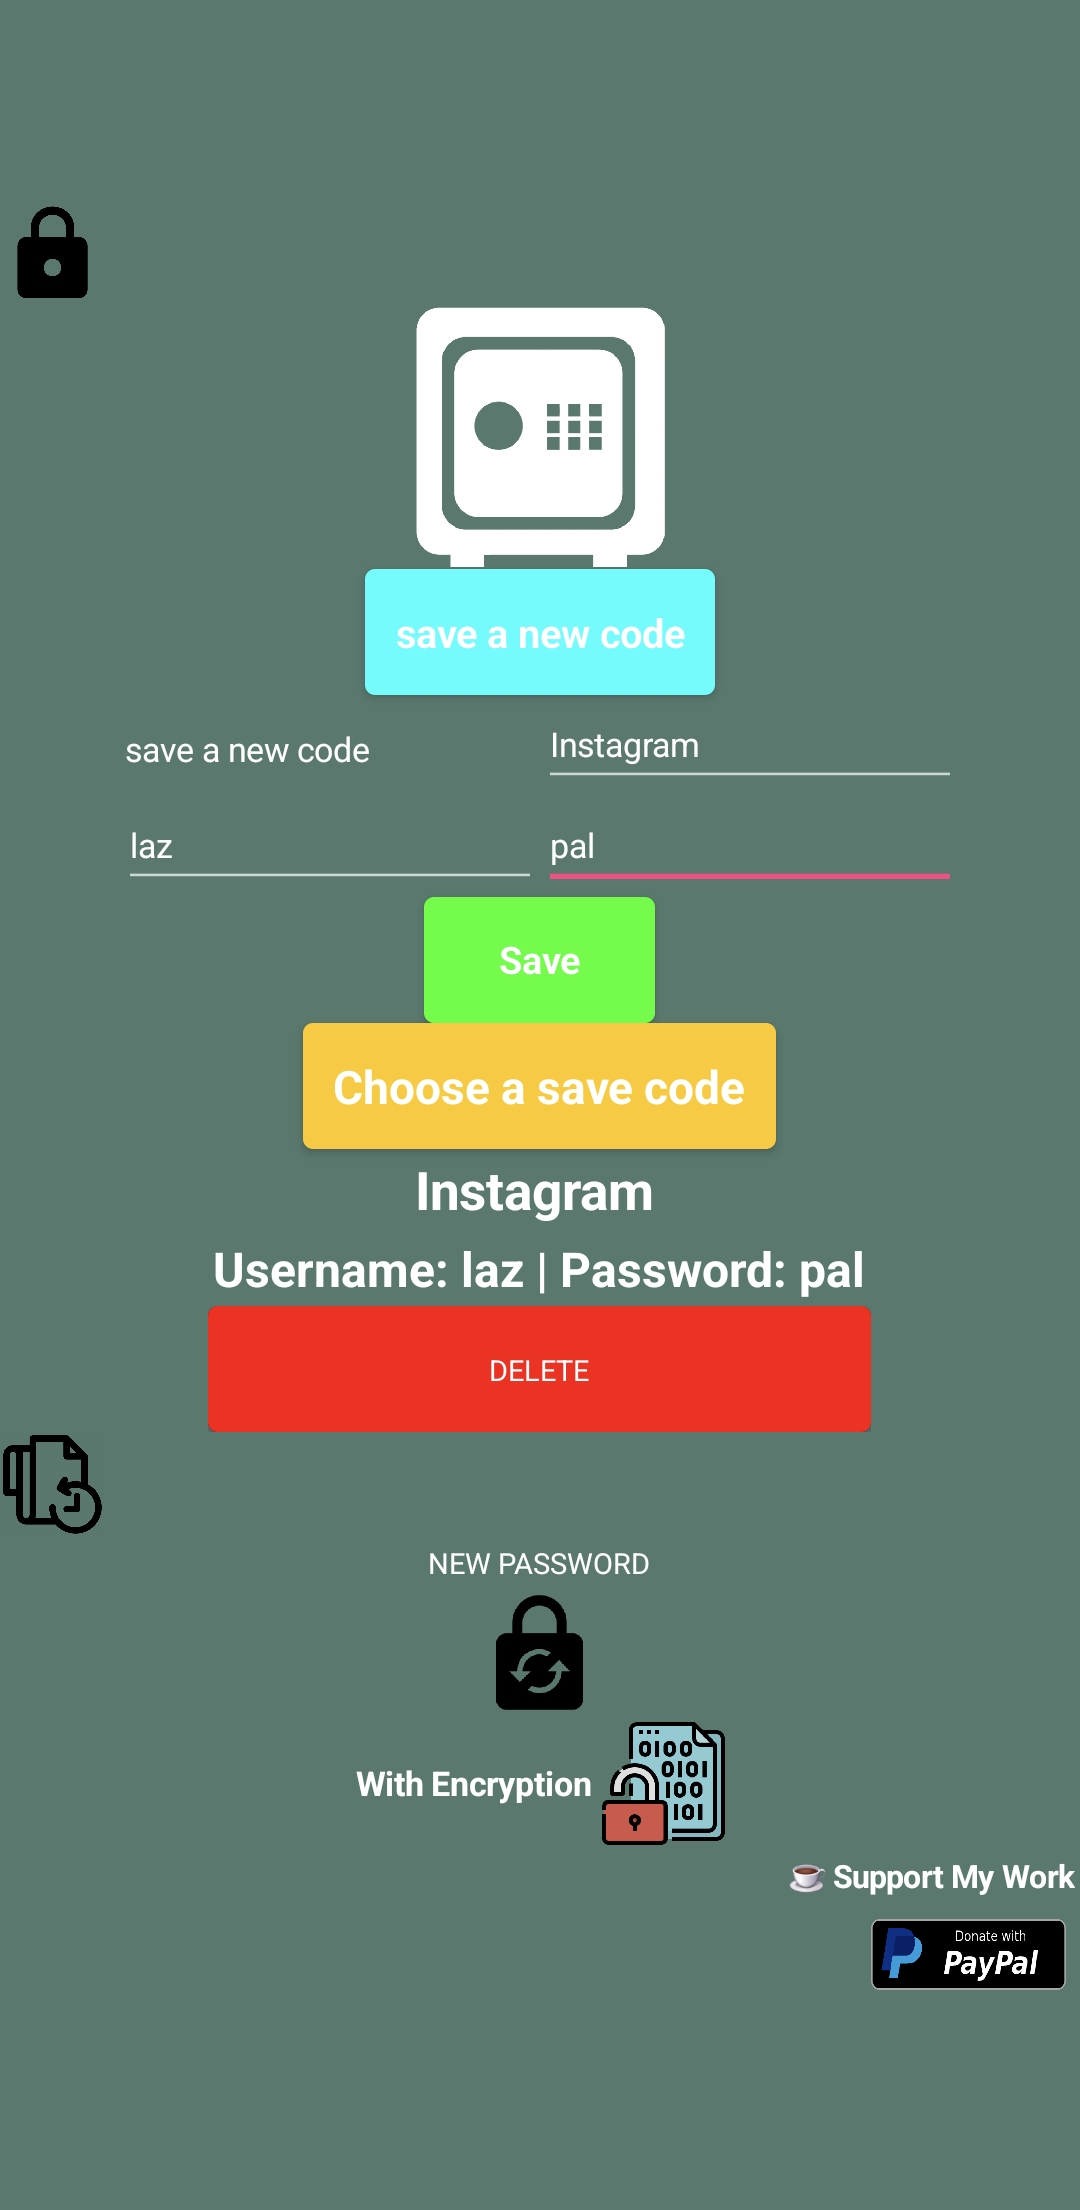 save a new code
save a new code
Instagram
laz
pal
Save
Choose a save code
Instagram
Username: laz | Password: pal
DELETE
NEW PASSWORD
0100
0101
With Encryption
100
101
☕ Support My Work
Donate with
PayPal